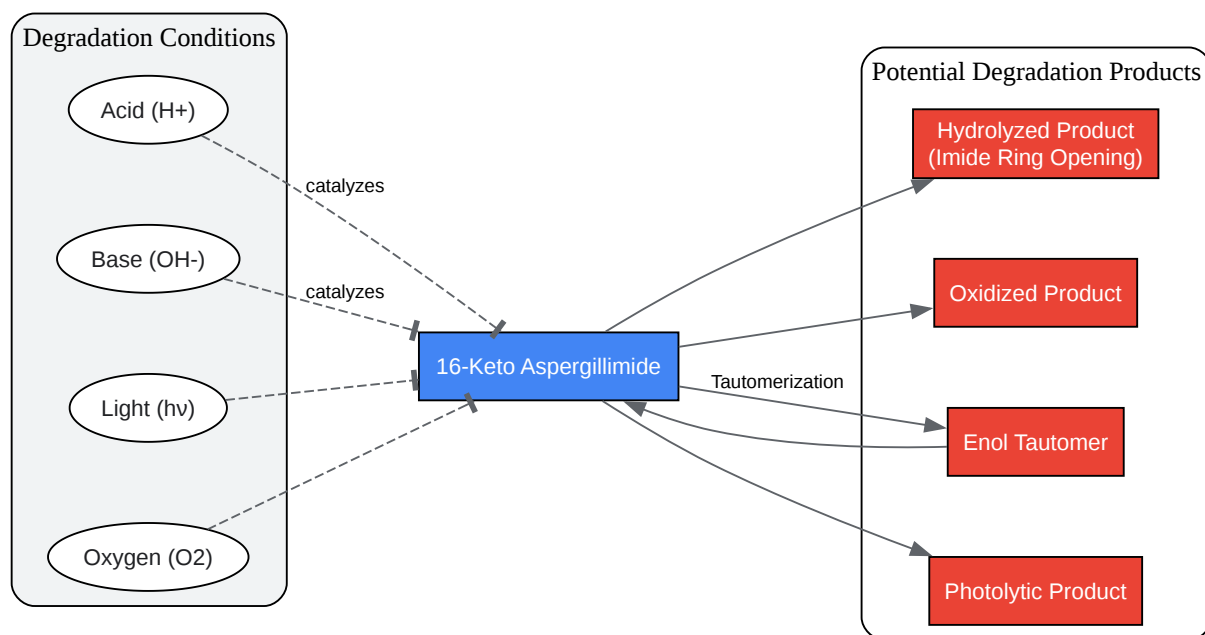 Degradation Conditions
Acid (H+)
Base (OH-)
Light (hν)
Oxygen (O2)
catalyzes
catalyzes
16-Keto Aspergillimide
Tautomerization
Potential Degradation Products
Hydrolyzed Product
(Imide Ring Opening)
Oxidized Product
Enol Tautomer
Photolytic Product